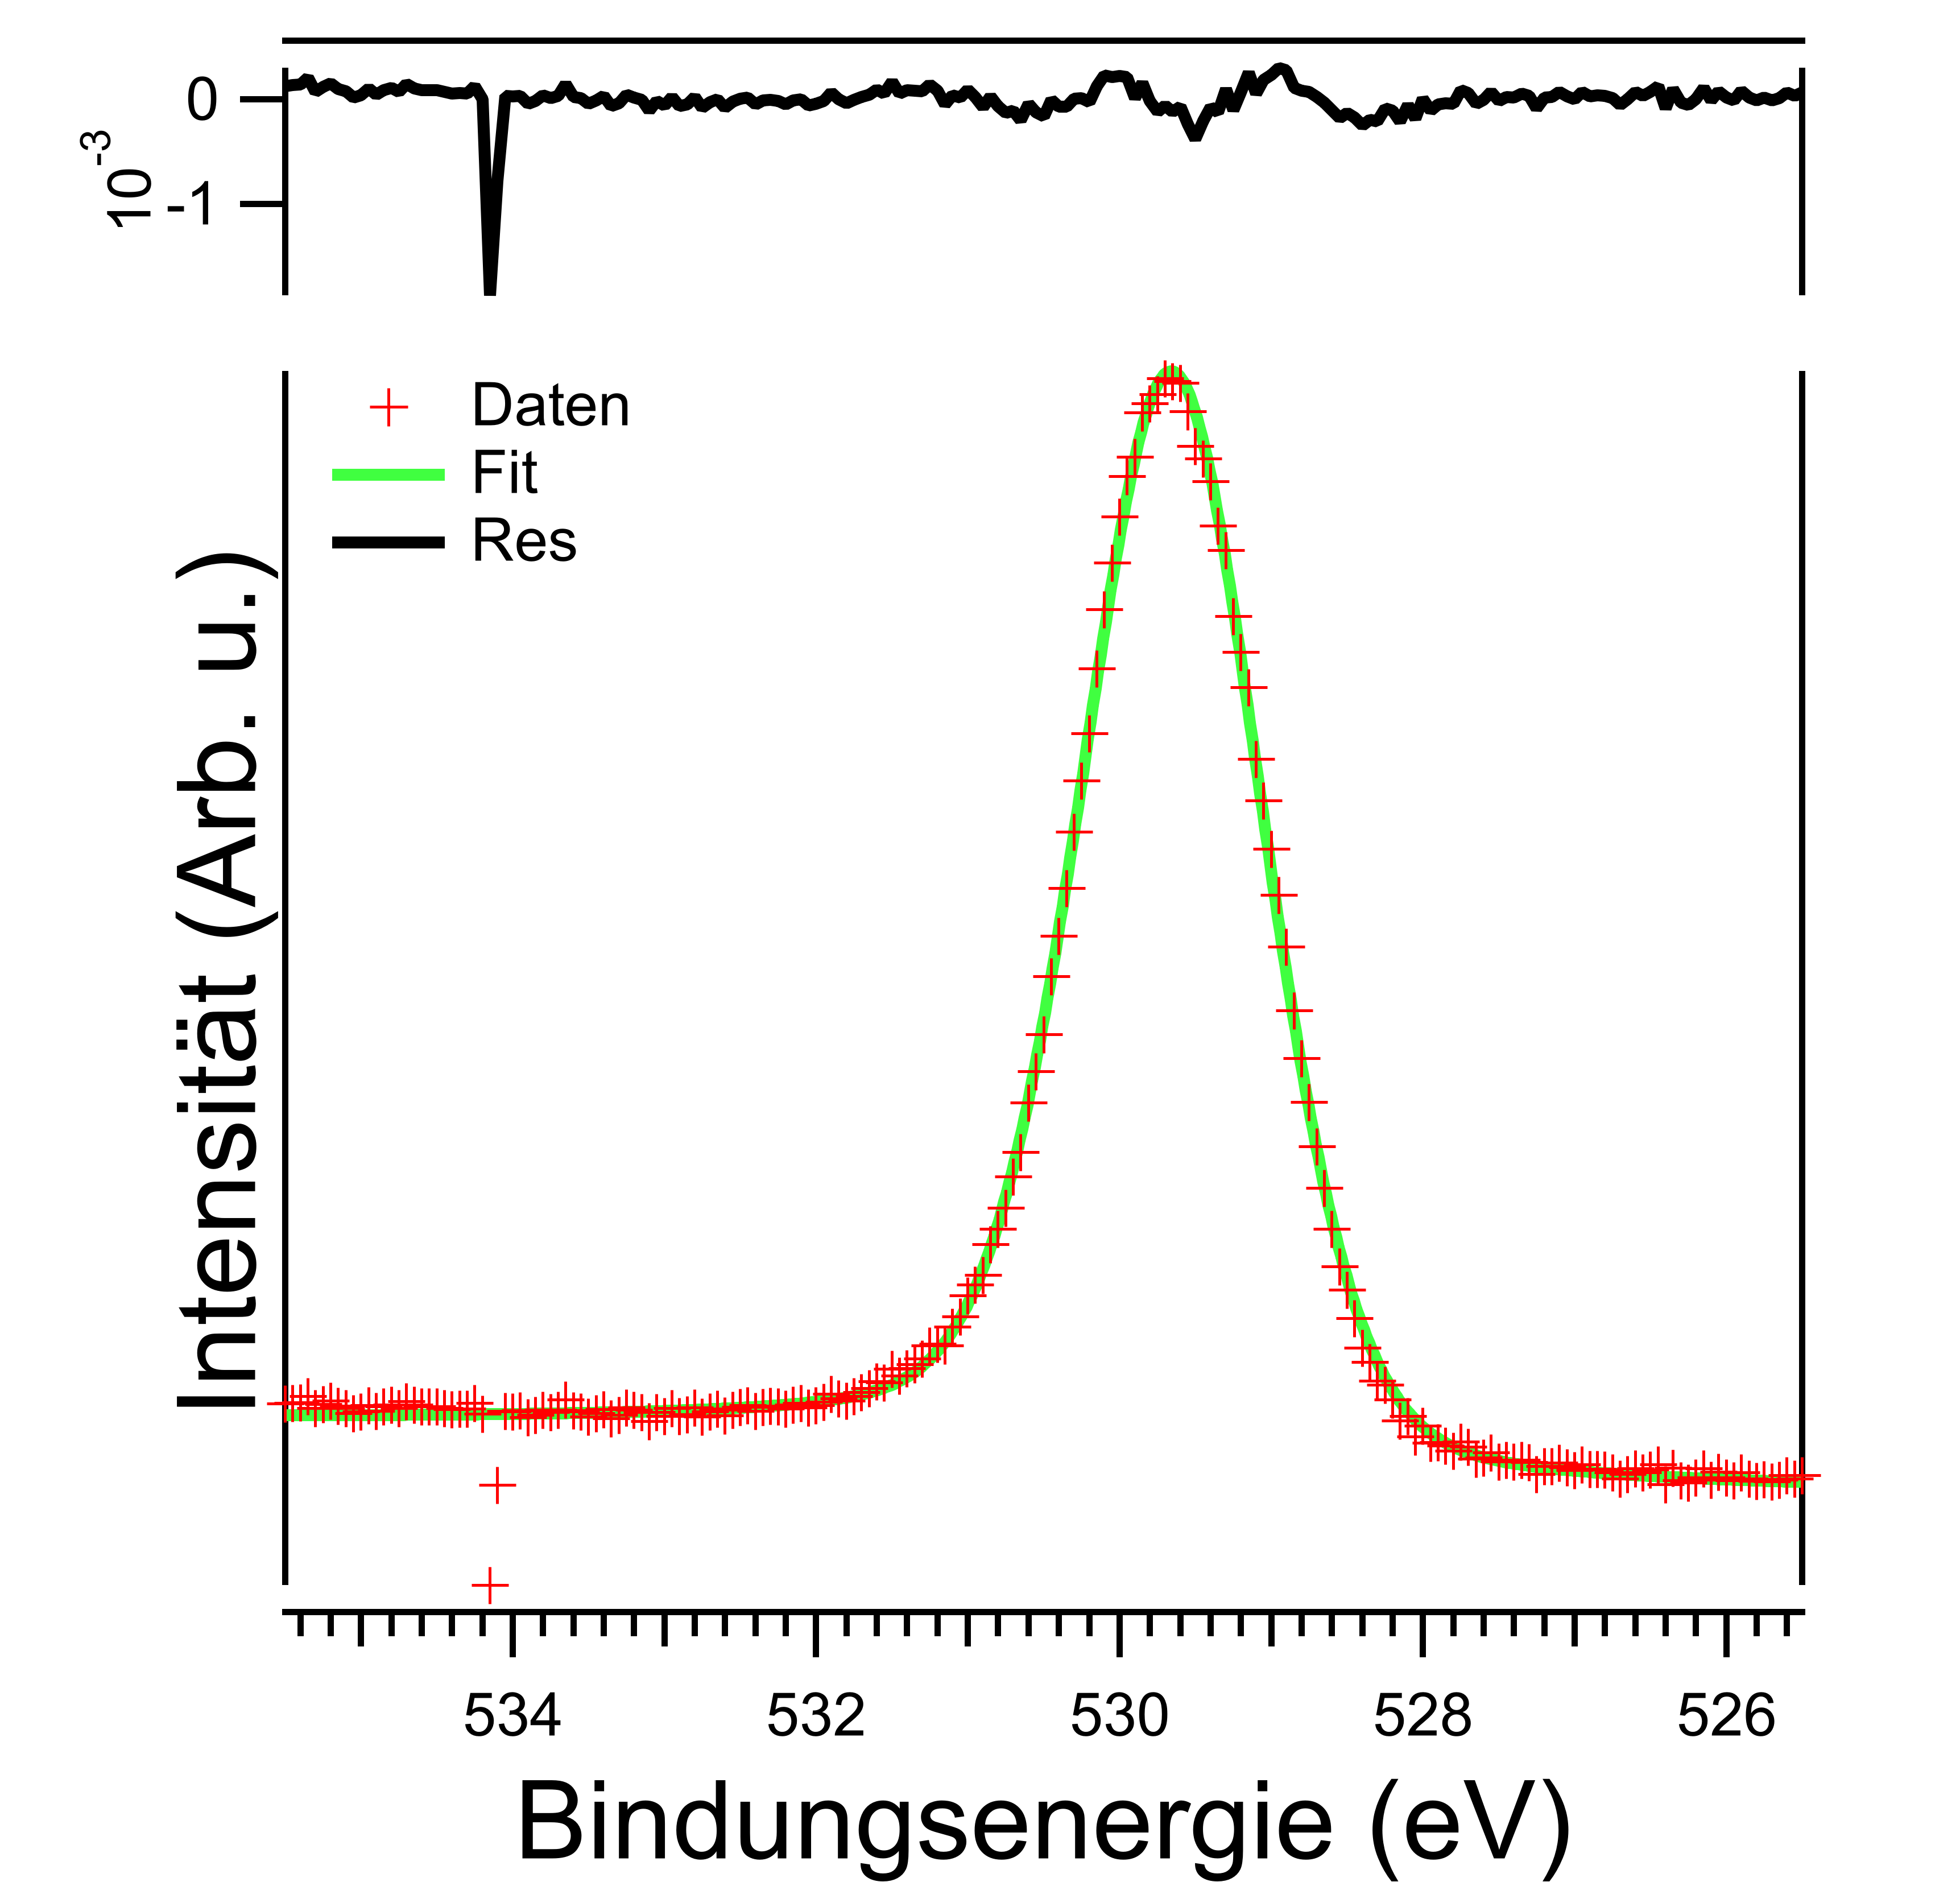 0
-1
10-3
Daten
Fit
Res
Intensität (Arb. u.)
534 532 530 528 526
Bindungsenergie (eV)